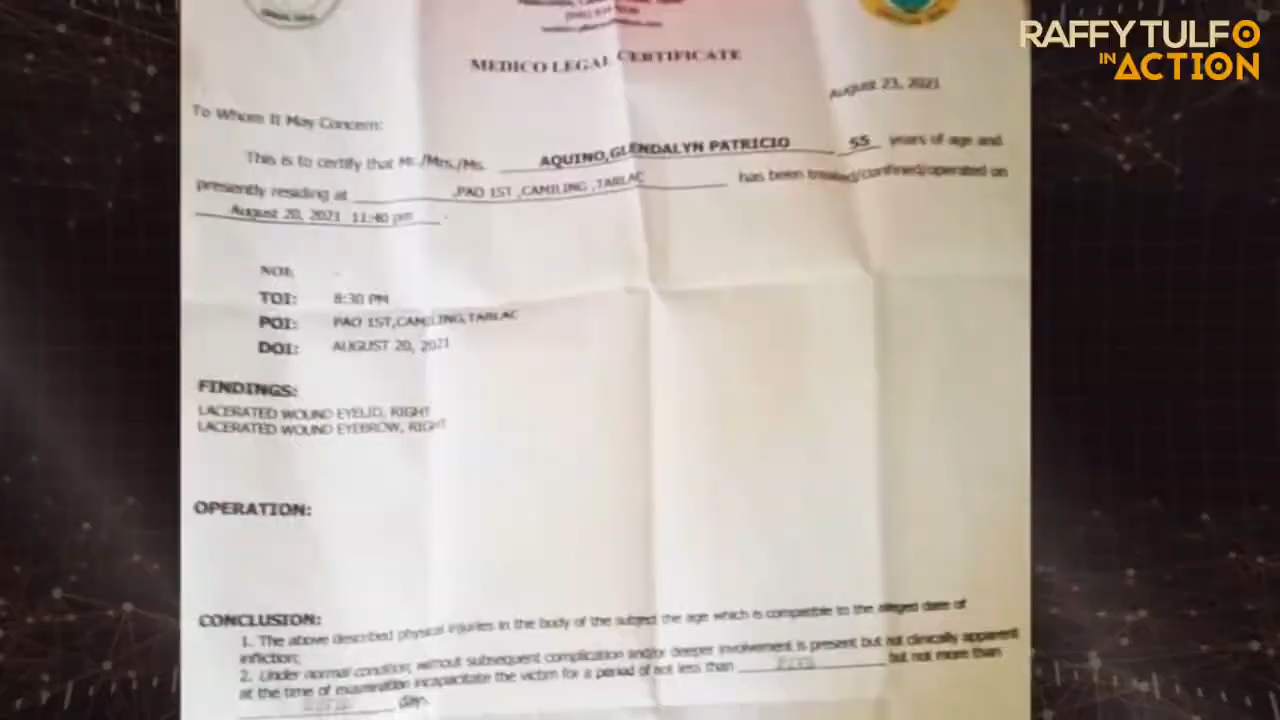 RAFFY TULFO
IN ACTION
MEDICO LEGAL CERTIFICATE
August 23, 2021
To Whom It May Concern:
This is to certify that Mr./Mrs./Ms. AQUINO,GLENDALYN PATRICIO 55 years of age and
presently residing at ,PAO 1ST ,CAMILING ,TARLAC has been treated/confined/operated on
August 20, 2021 11:40 pm .
NOI: -
TOI: 8:30 PM
POI: PAO 1ST,CAMILING,TARLAC
DOI: AUGUST 20, 2021
FINDINGS:
LACERATED WOUND EYELID, RIGHT
LACERATED WOUND EYEBROW, RIGHT
OPERATION:
CONCLUSION:
1. The above described physical injuries in the body of the subject the age which is compatible to the alleged date of
infliction;
2. Under normal condition, without subsequent complication and/or deeper involvement is present but not clinically apparent
at the time of examination incapacitate the victim for a period of not less than but not more than
day.